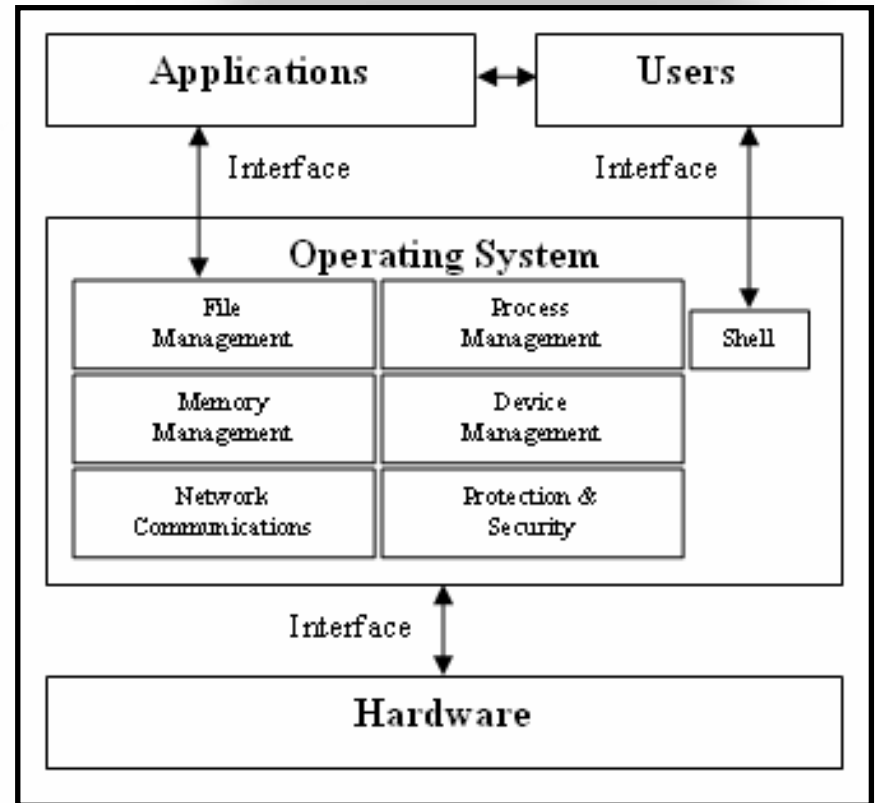 Applications
Users
Interface
Interface
Operating System
File
Management
Process
Management
Shell
Memory
Management
Device
Management
Network
Communications
Protection &
Security
Interface
Hardware